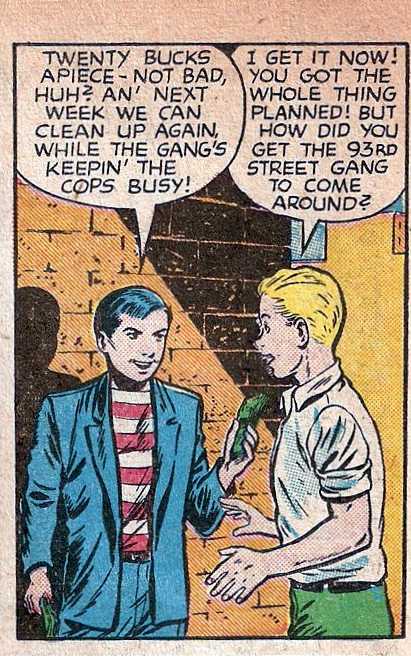 TWENTY BUCKS
APIECE - NOT BAD,
HUH? AN' NEXT
WEEK WE CAN
CLEAN UP AGAIN,
WHILE THE GANG'S
KEEPIN' THE
COPS BUSY!
I GET IT NOW!
YOU GOT THE
WHOLE THING
PLANNED! BUT
HOW DID YOU
GET THE 93RD
STREET GANG
TO COME
AROUND?